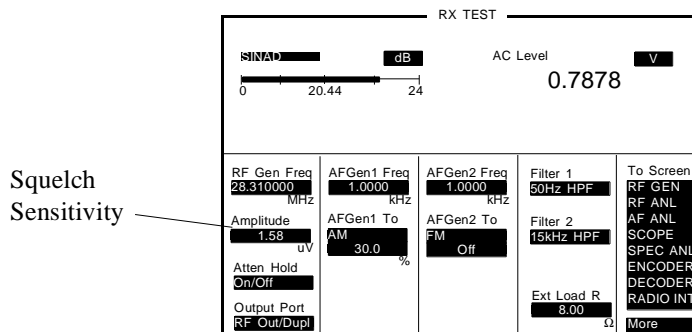 RX TEST
SINAD
dB
AC Level
V
0.7878
0
20.44
24
Squelch
Sensitivity
RF Gen Freq
28.310000
MHz
Amplitude
1.58
uV
Atten Hold
On/Off
Output Port
RF Out/Dupl
AFGen1 Freq
1.0000
kHz
AFGen1 To
AM
30.0
%
AFGen2 Freq
1.0000
kHz
AFGen2 To
FM
Off
Filter 1
50Hz HPF
Filter 2
15kHz HPF
Ext Load R
8.00
Ω
To Screen
RF GEN
RF ANL
AF ANL
SCOPE
SPEC ANL
ENCODER
DECODER
RADIO INT
More